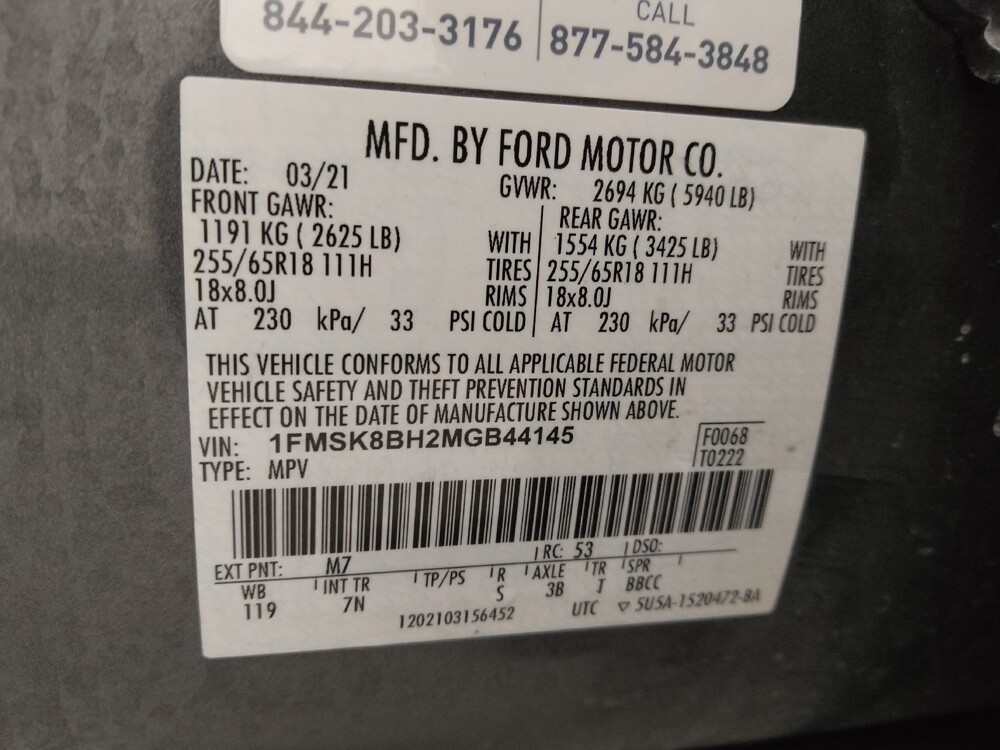 844-203-3176
CALL
877-584-3848
MFD. BY FORD MOTOR CO.
DATE: 03/21
GVWR: 2694 KG ( 5940 LB)
FRONT GAWR:
1191 KG ( 2625 LB) WITH
255/65R18 111H TIRES
18x8.0J RIMS
AT 230 kPa/ 33 PSI COLD
REAR GAWR:
1554 KG ( 3425 LB) WITH
255/65R18 111H TIRES
18x8.0J RIMS
AT 230 kPa/ 33 PSI COLD
THIS VEHICLE CONFORMS TO ALL APPLICABLE FEDERAL MOTOR
VEHICLE SAFETY AND THEFT PREVENTION STANDARDS IN
EFFECT ON THE DATE OF MANUFACTURE SHOWN ABOVE.
VIN: 1FMSK8BH2MGB44145
F0068
TYPE: MPV
T0222
EXT PNT: M7 RC: 53 DSO:
WB INT TR TP/PS R AXLE TR SPR
119 7N S 3B T BBCC
1202103156452 UTC ▽ 5U5A-1520472-8A